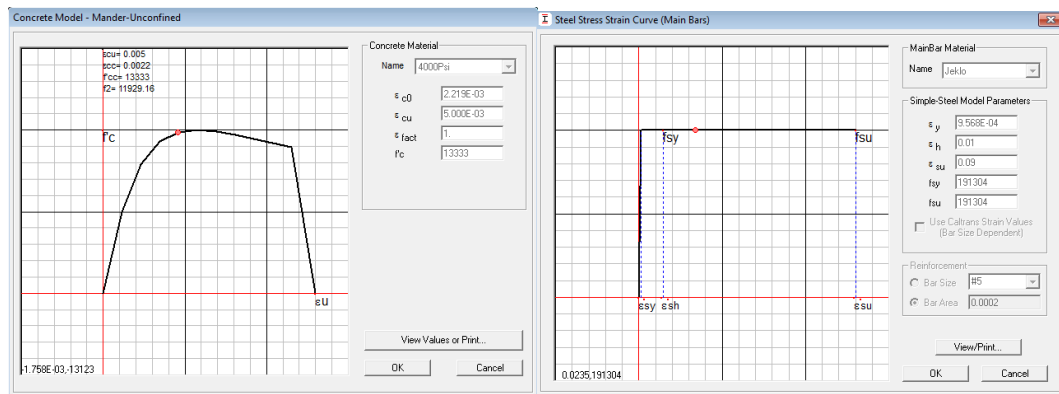 Concrete Model - Mander-Unconfined
εcu= 0.005
εcc= 0.0022
f'cc= 13333
f2= 11929.16
f'c
εu
-1.758E-03,-13123
Concrete Material
Name 4000Psi
ε c0 2.219E-03
ε cu 5.000E-03
ε fact 1.
f'c 13333
View Values or Print...
OK Cancel
Steel Stress Strain Curve (Main Bars)
fsy fsu
εsy εsh εsu
0.0235,191304
MainBar Material
Name Jeklo
Simple-Steel Model Parameters
ε y 9.568E-04
ε h 0.01
ε su 0.09
fsy 191304
fsu 191304
Use Caltrans Strain Values
(Bar Size Dependent)
Reinforcement
Bar Size #5
Bar Area 0.0002
View/Print...
OK Cancel